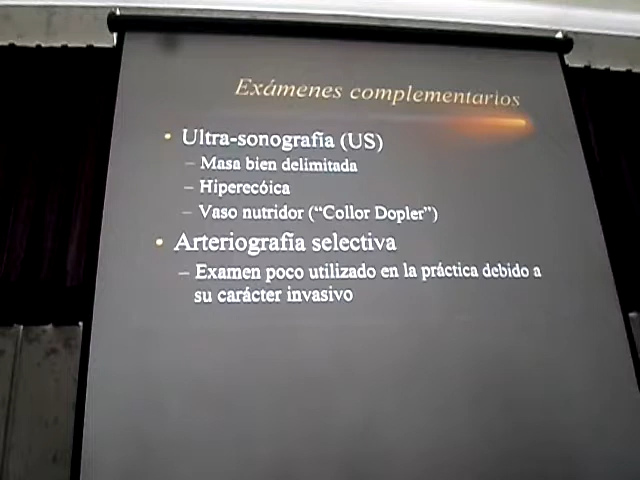 Exámenes complementarios
• Ultra-sonografía (US)
– Masa bien delimitada
– Hiperecóica
– Vaso nutridor (“Collor Dopler”)
• Arteriografía selectiva
– Examen poco utilizado en la práctica debido a
su carácter invasivo